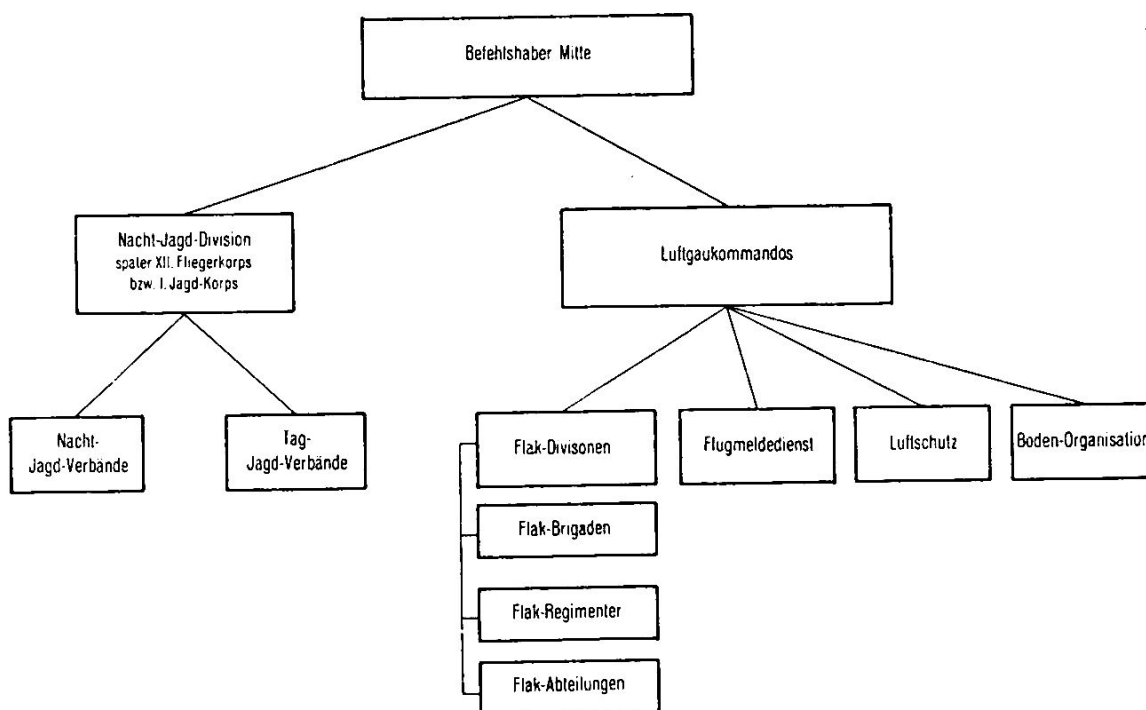 Befehlshaber Mitte
Nacht-Jagd-Division
spater XII. Fliegerkorps
bzw. I. Jagd-Korps
Luftgaukommandos
Nacht-
Jagd-Verbände
Tag-
Jagd-Verbände
Flak-Divisonen
Flugmeldedienst
Luftschutz
Boden-Organisation
Flak-Brigaden
Flak-Regimenter
Flak-Abteilungen